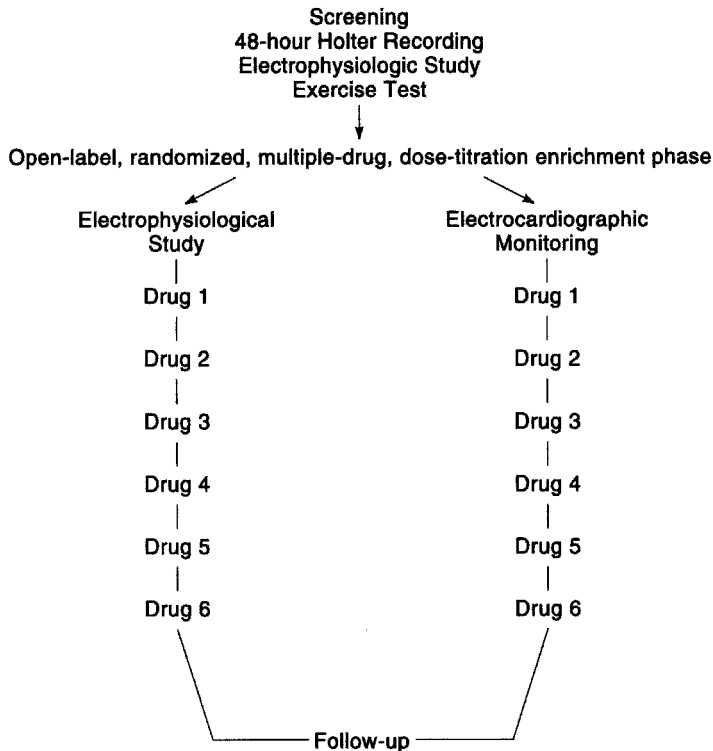 Screening
48-hour Holter Recording
Electrophysiologic Study
Exercise Test
Open-label, randomized, multiple-drug, dose-titration enrichment phase
Electrophysiological
Study
Drug 1
Drug 2
Drug 3
Drug 4
Drug 5
Drug 6
Electrocardiographic
Monitoring
Drug 1
Drug 2
Drug 3
Drug 4
Drug 5
Drug 6
Follow-up